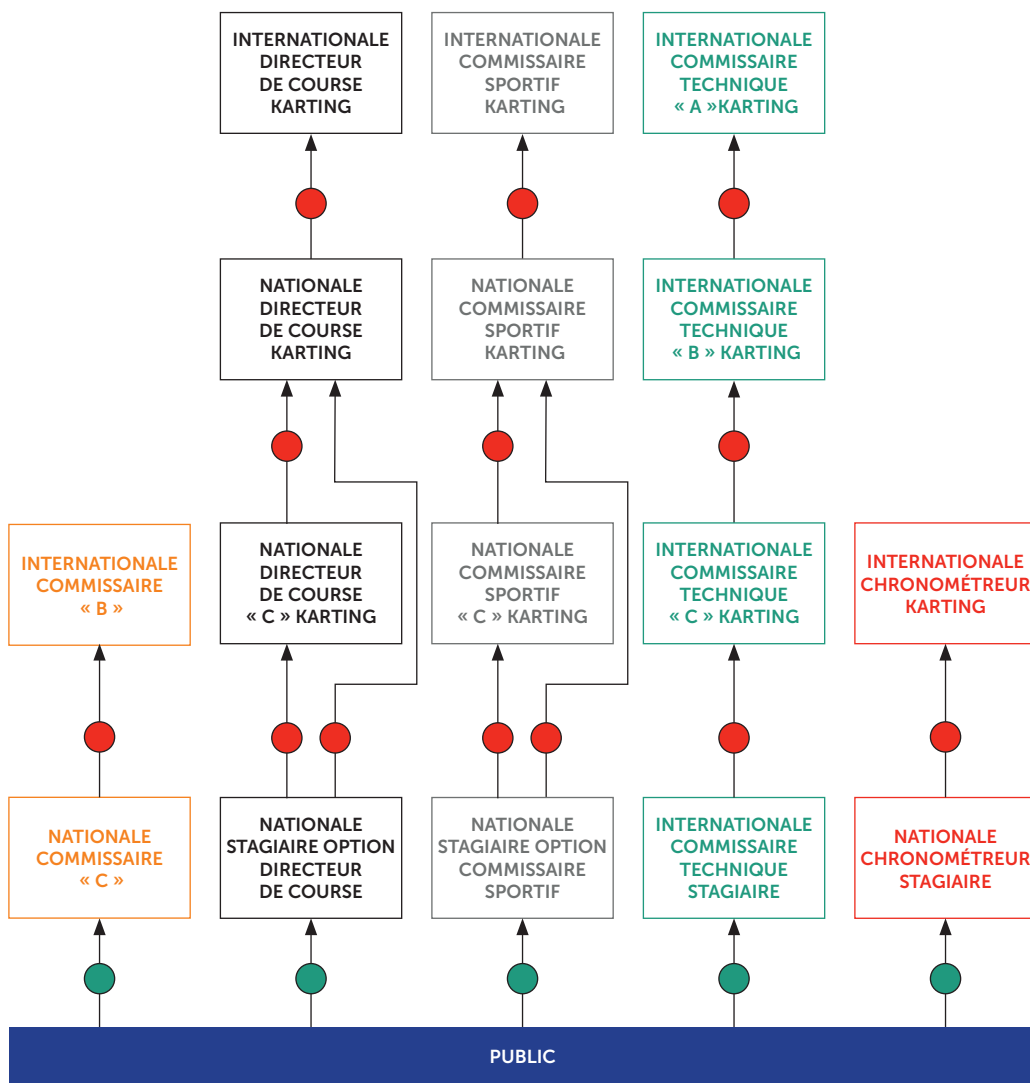 INTERNATIONALE
DIRECTEUR
DE COURSE
KARTING
INTERNATIONALE
COMMISSAIRE
SPORTIF
KARTING
INTERNATIONALE
COMMISSAIRE
TECHNIQUE
« A »KARTING
NATIONALE
DIRECTEUR
DE COURSE
KARTING
NATIONALE
COMMISSAIRE
SPORTIF
KARTING
INTERNATIONALE
COMMISSAIRE
TECHNIQUE
« B » KARTING
INTERNATIONALE
COMMISSAIRE
« B »
NATIONALE
DIRECTEUR
DE COURSE
« C » KARTING
NATIONALE
COMMISSAIRE
SPORTIF
« C » KARTING
INTERNATIONALE
COMMISSAIRE
TECHNIQUE
« C » KARTING
INTERNATIONALE
CHRONOMÉTREUR
KARTING
NATIONALE
COMMISSAIRE
« C »
NATIONALE
STAGIAIRE OPTION
DIRECTEUR
DE COURSE
NATIONALE
STAGIAIRE OPTION
COMMISSAIRE
SPORTIF
INTERNATIONALE
COMMISSAIRE
TECHNIQUE
STAGIAIRE
NATIONALE
CHRONOMÉTREUR
STAGIAIRE
PUBLIC